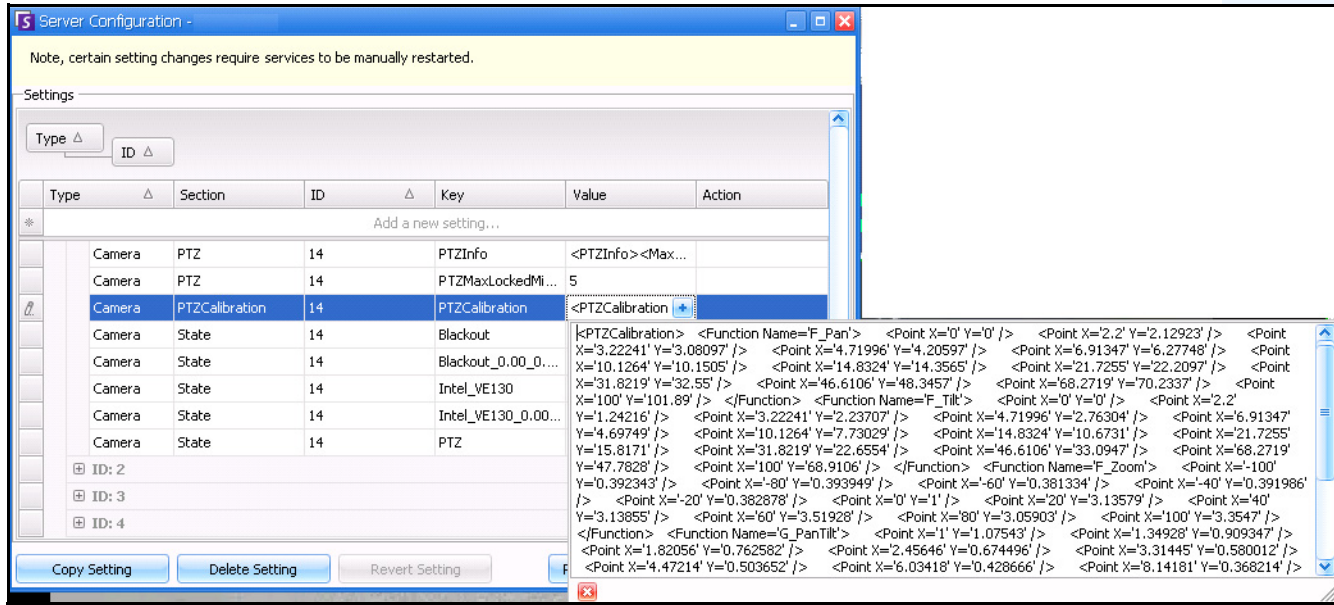 Server Configuration -
Note, certain setting changes require services to be manually restarted.
Settings
Type
ID
Type Section ID Key Value Action
Add a new setting...
Camera PTZ 14 PTZInfo <PTZInfo><Max...
Camera PTZ 14 PTZMaxLockedMi... 5
Camera PTZCalibration 14 PTZCalibration <PTZCalibration
Camera State 14 Blackout
Camera State 14 Blackout_0.00_0....
Camera State 14 Intel_VE130
Camera State 14 Intel_VE130_0.00...
Camera State 14 PTZ
ID: 2
ID: 3
ID: 4
Copy Setting Delete Setting Revert Setting
<PTZCalibration> <Function Name='F_Pan'> <Point X='0' Y='0' /> <Point X='2.2' Y='2.12923' /> <Point
X='3.22241' Y='3.08097' /> <Point X='4.71996' Y='4.20597' /> <Point X='6.91347' Y='6.27748' /> <Point
X='10.1264' Y='10.1505' /> <Point X='14.8324' Y='14.3565' /> <Point X='21.7255' Y='22.2097' /> <Point
X='31.8219' Y='32.55' /> <Point X='46.6106' Y='48.3457' /> <Point X='68.2719' Y='70.2337' /> <Point
X='100' Y='101.89' /> </Function> <Function Name='F_Tilt'> <Point X='0' Y='0' /> <Point X='2.2'
Y='1.24216' /> <Point X='3.22241' Y='2.23707' /> <Point X='4.71996' Y='2.76304' /> <Point X='6.91347'
Y='4.69749' /> <Point X='10.1264' Y='7.73029' /> <Point X='14.8324' Y='10.6731' /> <Point X='21.7255'
Y='15.8171' /> <Point X='31.8219' Y='22.6554' /> <Point X='46.6106' Y='33.0947' /> <Point X='68.2719'
Y='47.7828' /> <Point X='100' Y='68.9106' /> </Function> <Function Name='F_Zoom'> <Point X='-100'
Y='0.392343' /> <Point X='-80' Y='0.393949' /> <Point X='-60' Y='0.381334' /> <Point X='-40' Y='0.391986'
/> <Point X='-20' Y='0.382878' /> <Point X='0' Y='1' /> <Point X='20' Y='3.13579' /> <Point X='40'
Y='3.13855' /> <Point X='60' Y='3.51928' /> <Point X='80' Y='3.05903' /> <Point X='100' Y='3.3547' />
</Function> <Function Name='G_PanTilt'> <Point X='1' Y='1.07543' /> <Point X='1.34928' Y='0.909347' />
<Point X='1.82056' Y='0.762582' /> <Point X='2.45646' Y='0.674496' /> <Point X='3.31445' Y='0.580012' />
<Point X='4.47214' Y='0.503652' /> <Point X='6.03418' Y='0.428666' /> <Point X='8.14181' Y='0.368214' />